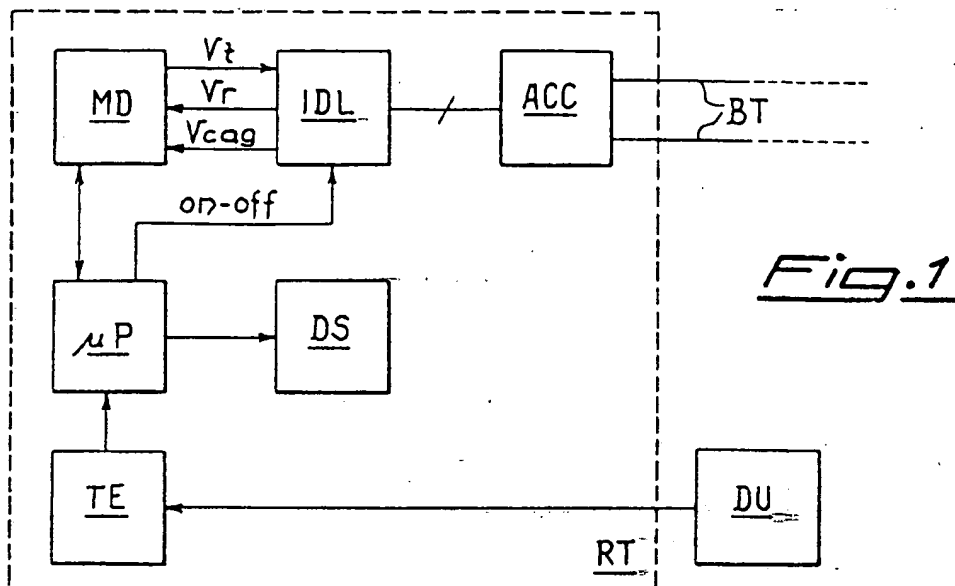 MD
Vt
Vr
Vcag
IDL
ACC
BT
on-off
Fig.1
μP
DS
TE
DU
RT